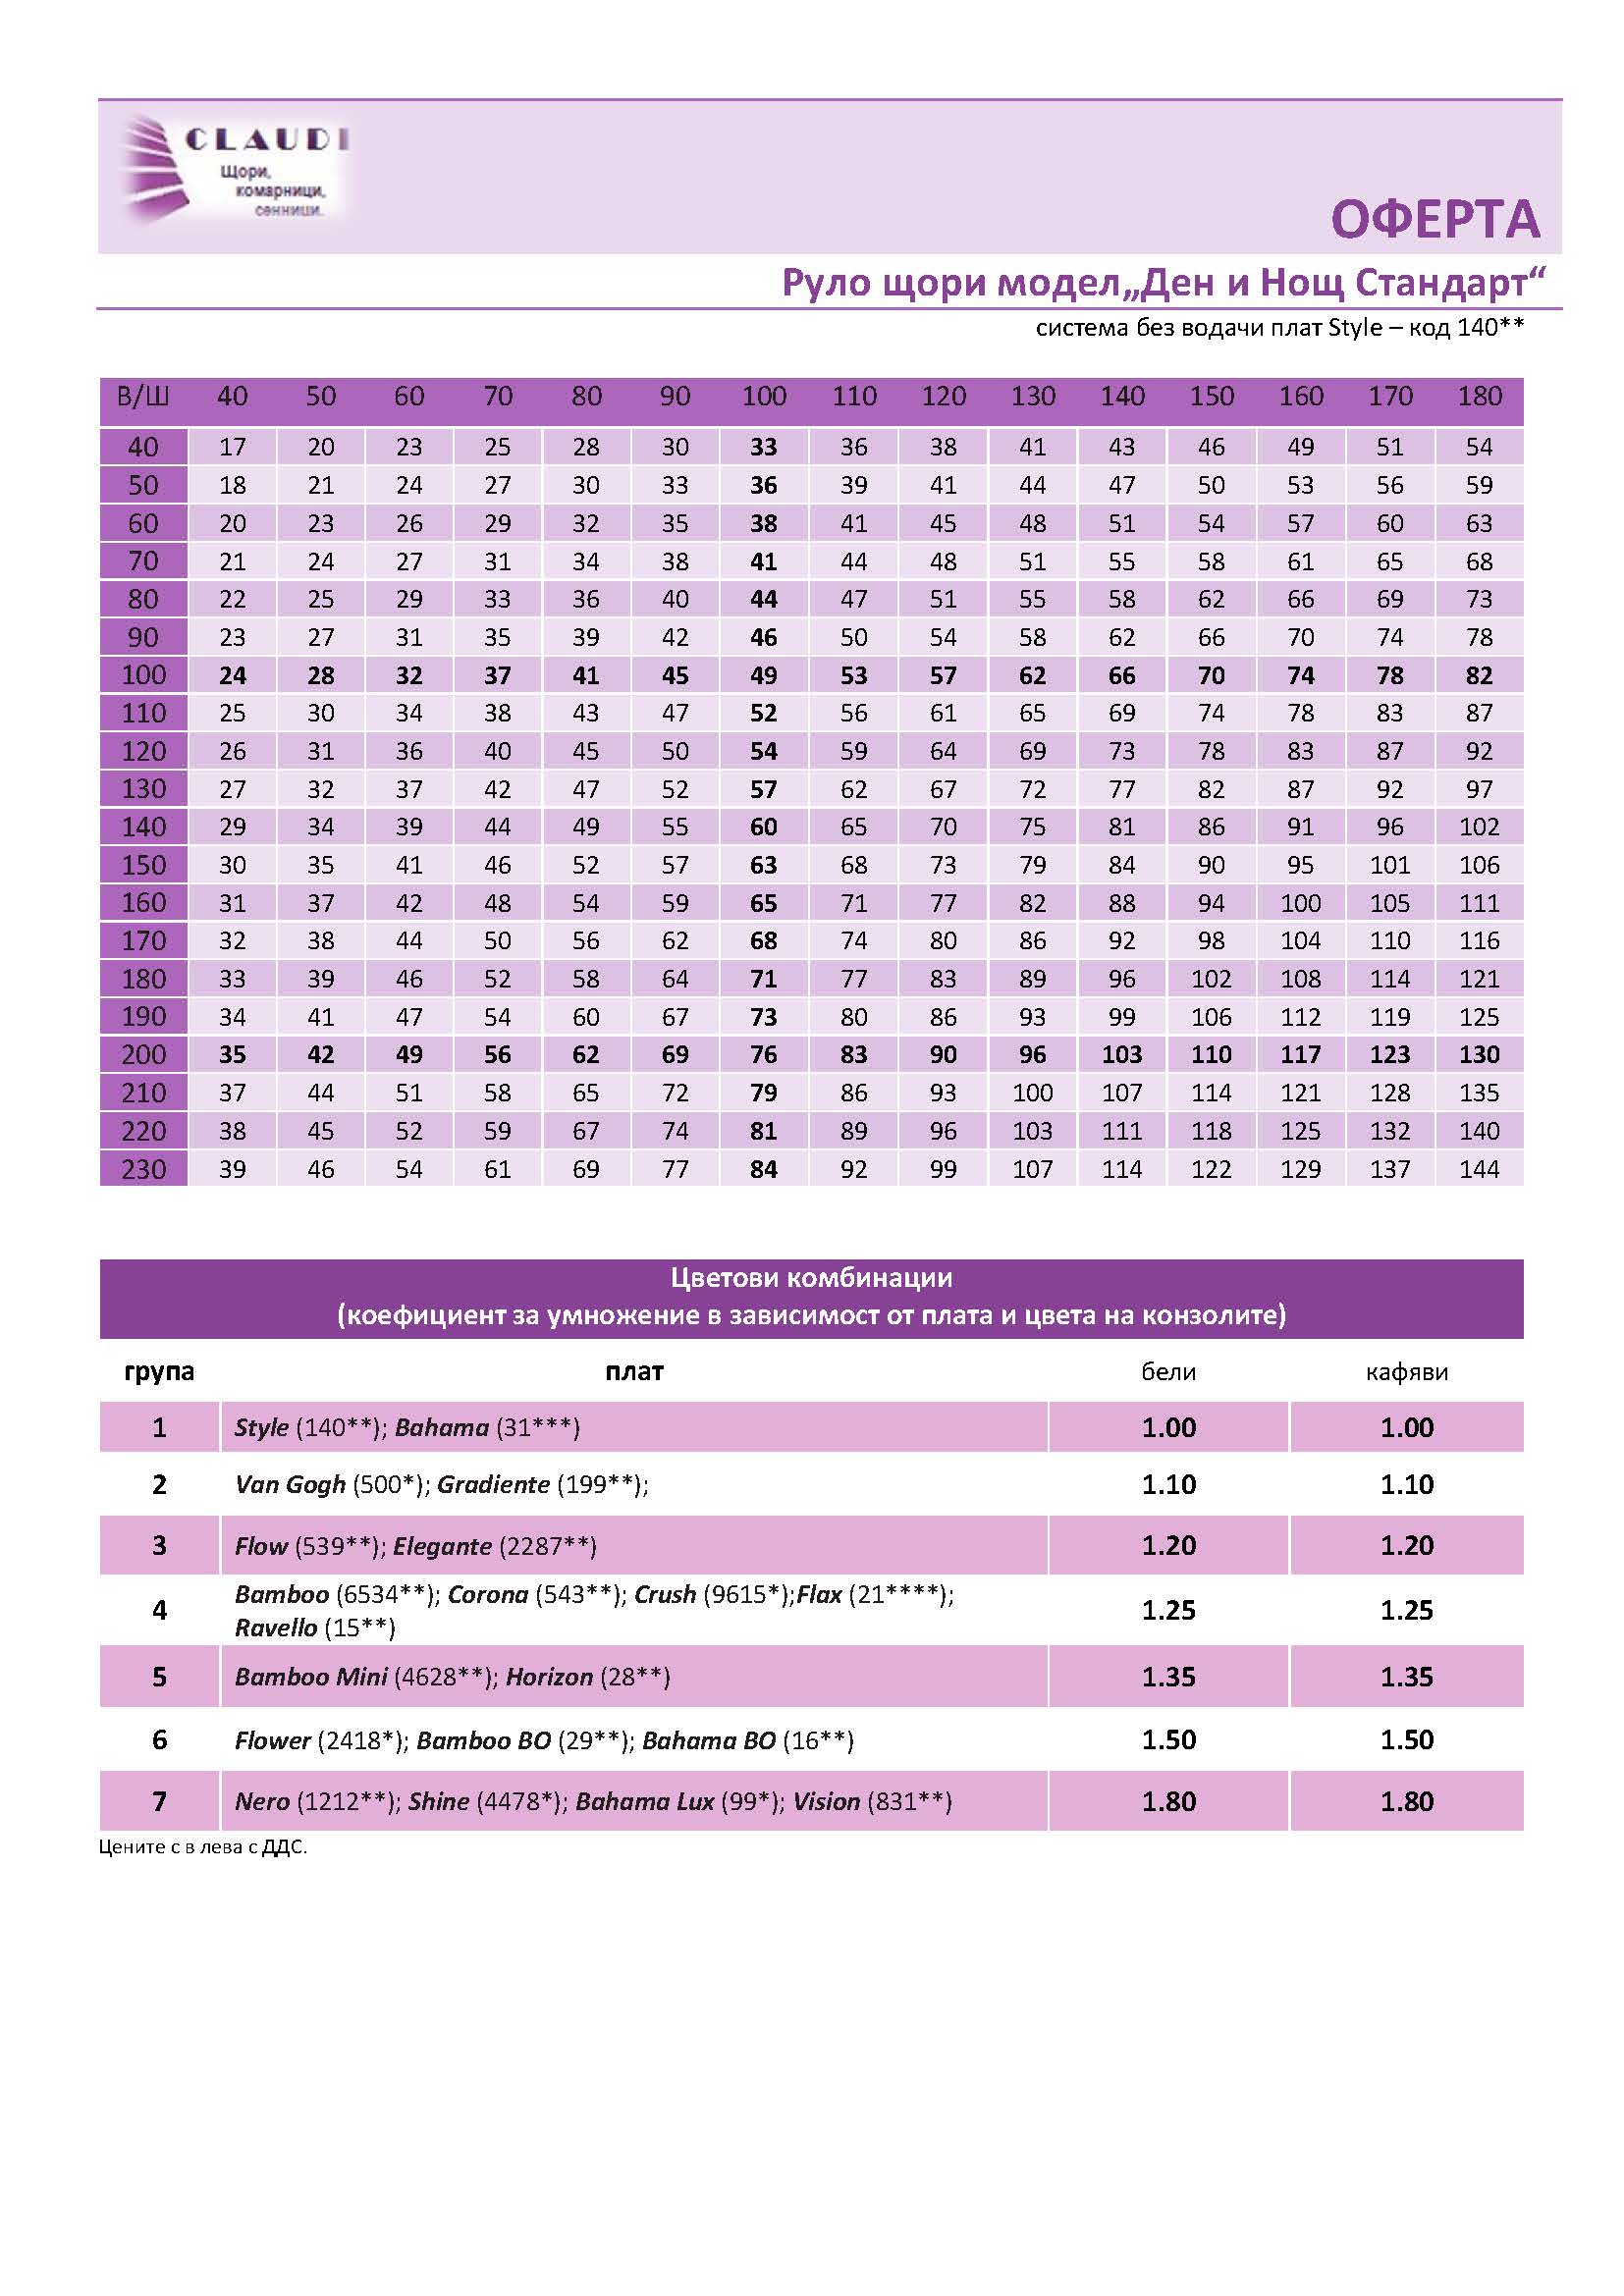 CLAUDI
Щори,
комарници,
сенници.
ОФЕРТА
Руло щори модел„Ден и Нощ Стандарт“
система без водачи плат Style – код 140**
В/Ш 40 50 60 70 80 90 100 110 120 130 140 150 160 170 180
40 17 20 23 25 28 30 33 36 38 41 43 46 49 51 54
50 18 21 24 27 30 33 36 39 41 44 47 50 53 56 59
60 20 23 26 29 32 35 38 41 45 48 51 54 57 60 63
70 21 24 27 31 34 38 41 44 48 51 55 58 61 65 68
80 22 25 29 33 36 40 44 47 51 55 58 62 66 69 73
90 23 27 31 35 39 42 46 50 54 58 62 66 70 74 78
100 24 28 32 37 41 45 49 53 57 62 66 70 74 78 82
110 25 30 34 38 43 47 52 56 61 65 69 74 78 83 87
120 26 31 36 40 45 50 54 59 64 69 73 78 83 87 92
130 27 32 37 42 47 52 57 62 67 72 77 82 87 92 97
140 29 34 39 44 49 55 60 65 70 75 81 86 91 96 102
150 30 35 41 46 52 57 63 68 73 79 84 90 95 101 106
160 31 37 42 48 54 59 65 71 77 82 88 94 100 105 111
170 32 38 44 50 56 62 68 74 80 86 92 98 104 110 116
180 33 39 46 52 58 64 71 77 83 89 96 102 108 114 121
190 34 41 47 54 60 67 73 80 86 93 99 106 112 119 125
200 35 42 49 56 62 69 76 83 90 96 103 110 117 123 130
210 37 44 51 58 65 72 79 86 93 100 107 114 121 128 135
220 38 45 52 59 67 74 81 89 96 103 111 118 125 132 140
230 39 46 54 61 69 77 84 92 99 107 114 122 129 137 144
Цветови комбинации
(коефициент за умножение в зависимост от плата и цвета на конзолите)
група плат бели кафяви
1 Style (140**); Bahama (31***) 1.00 1.00
2 Van Gogh (500*); Gradiente (199**); 1.10 1.10
3 Flow (539**); Elegante (2287**) 1.20 1.20
4 Bamboo (6534**); Corona (543**); Crush (9615*);Flax (21****); 1.25 1.25
Ravello (15**)
5 Bamboo Mini (4628**); Horizon (28**) 1.35 1.35
6 Flower (2418*); Bamboo BO (29**); Bahama BO (16**) 1.50 1.50
7 Nero (1212**); Shine (4478*); Bahama Lux (99*); Vision (831**) 1.80 1.80
Цените с в лева с ДДС.